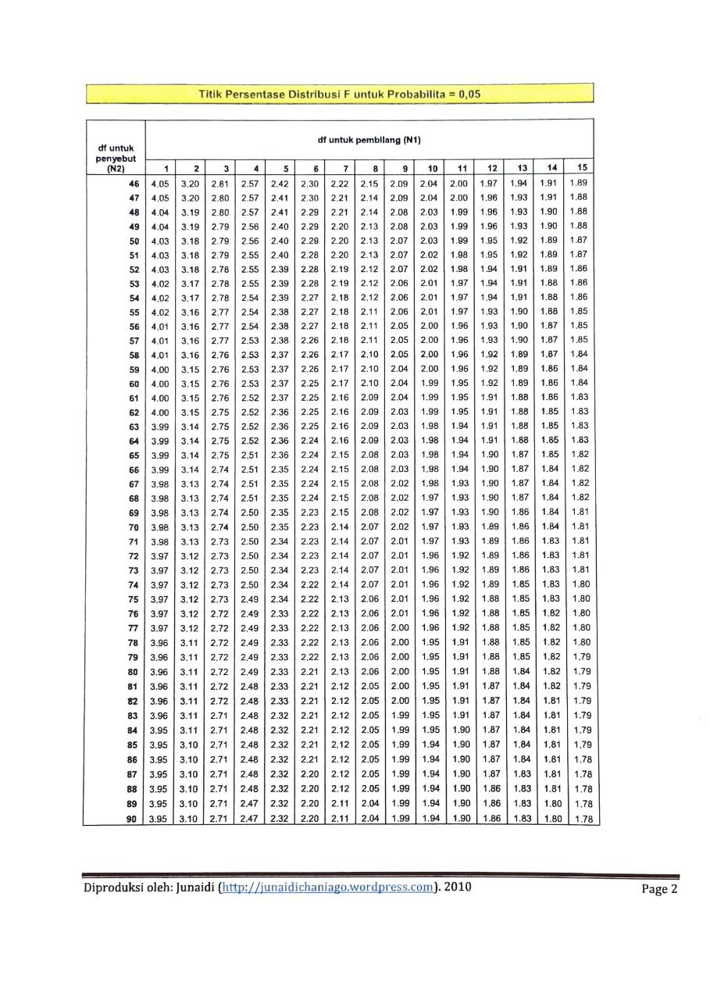 Titik Persentase Distribusi F untuk Probabilita = 0,05
df untuk penyebut (N2)
df untuk pembilang (N1)
1 2 3 4 5 6 7 8 9 10 11 12 13 14 15
46 4.05 3.20 2.81 2.57 2.42 2.30 2.22 2.15 2.09 2.04 2.00 1.97 1.94 1.91 1.89
47 4.05 3.20 2.80 2.57 2.41 2.30 2.21 2.14 2.09 2.04 2.00 1.96 1.93 1.91 1.88
48 4.04 3.19 2.80 2.57 2.41 2.29 2.21 2.14 2.08 2.03 1.99 1.96 1.93 1.90 1.88
49 4.04 3.19 2.79 2.56 2.40 2.29 2.20 2.13 2.08 2.03 1.99 1.96 1.93 1.90 1.88
50 4.03 3.18 2.79 2.56 2.40 2.29 2.20 2.13 2.07 2.03 1.99 1.95 1.92 1.89 1.87
51 4.03 3.18 2.79 2.55 2.40 2.28 2.20 2.13 2.07 2.02 1.98 1.95 1.92 1.89 1.87
52 4.03 3.18 2.78 2.55 2.39 2.28 2.19 2.12 2.07 2.02 1.98 1.94 1.91 1.89 1.86
53 4.02 3.17 2.78 2.55 2.39 2.28 2.19 2.12 2.06 2.01 1.97 1.94 1.91 1.88 1.86
54 4.02 3.17 2.78 2.54 2.39 2.27 2.18 2.12 2.06 2.01 1.97 1.94 1.91 1.88 1.86
55 4.02 3.16 2.77 2.54 2.38 2.27 2.18 2.11 2.06 2.01 1.97 1.93 1.90 1.88 1.85
56 4.01 3.16 2.77 2.54 2.38 2.27 2.18 2.11 2.05 2.00 1.96 1.93 1.90 1.87 1.85
57 4.01 3.16 2.77 2.53 2.38 2.26 2.18 2.11 2.05 2.00 1.96 1.93 1.90 1.87 1.85
58 4.01 3.16 2.76 2.53 2.37 2.26 2.17 2.10 2.05 2.00 1.96 1.92 1.89 1.87 1.84
59 4.00 3.15 2.76 2.53 2.37 2.26 2.17 2.10 2.04 2.00 1.96 1.92 1.89 1.86 1.84
60 4.00 3.15 2.76 2.53 2.37 2.25 2.17 2.10 2.04 1.99 1.95 1.92 1.89 1.86 1.84
61 4.00 3.15 2.76 2.52 2.37 2.25 2.16 2.09 2.04 1.99 1.95 1.91 1.88 1.86 1.83
62 4.00 3.15 2.75 2.52 2.36 2.25 2.16 2.09 2.03 1.99 1.95 1.91 1.88 1.85 1.83
63 3.99 3.14 2.75 2.52 2.36 2.25 2.16 2.09 2.03 1.98 1.94 1.91 1.88 1.85 1.83
64 3.99 3.14 2.75 2.52 2.36 2.24 2.16 2.09 2.03 1.98 1.94 1.91 1.88 1.85 1.83
65 3.99 3.14 2.75 2.51 2.36 2.24 2.15 2.08 2.03 1.98 1.94 1.90 1.87 1.85 1.82
66 3.99 3.14 2.74 2.51 2.35 2.24 2.15 2.08 2.03 1.98 1.94 1.90 1.87 1.84 1.82
67 3.98 3.13 2.74 2.51 2.35 2.24 2.15 2.08 2.02 1.98 1.93 1.90 1.87 1.84 1.82
68 3.98 3.13 2.74 2.51 2.35 2.24 2.15 2.08 2.02 1.97 1.93 1.90 1.87 1.84 1.82
69 3.98 3.13 2.74 2.50 2.35 2.23 2.15 2.08 2.02 1.97 1.93 1.90 1.86 1.84 1.81
70 3.98 3.13 2.74 2.50 2.35 2.23 2.14 2.07 2.02 1.97 1.93 1.89 1.86 1.84 1.81
71 3.98 3.13 2.73 2.50 2.34 2.23 2.14 2.07 2.01 1.97 1.93 1.89 1.86 1.83 1.81
72 3.97 3.12 2.73 2.50 2.34 2.23 2.14 2.07 2.01 1.96 1.92 1.89 1.86 1.83 1.81
73 3.97 3.12 2.73 2.50 2.34 2.23 2.14 2.07 2.01 1.96 1.92 1.89 1.86 1.83 1.81
74 3.97 3.12 2.73 2.50 2.34 2.22 2.14 2.07 2.01 1.96 1.92 1.89 1.85 1.83 1.80
75 3.97 3.12 2.73 2.49 2.34 2.22 2.13 2.06 2.01 1.96 1.92 1.88 1.85 1.83 1.80
76 3.97 3.12 2.72 2.49 2.33 2.22 2.13 2.06 2.01 1.96 1.92 1.88 1.85 1.82 1.80
77 3.97 3.12 2.72 2.49 2.33 2.22 2.13 2.06 2.00 1.96 1.92 1.88 1.85 1.82 1.80
78 3.96 3.11 2.72 2.49 2.33 2.22 2.13 2.06 2.00 1.95 1.91 1.88 1.85 1.82 1.80
79 3.96 3.11 2.72 2.49 2.33 2.22 2.13 2.06 2.00 1.95 1.91 1.88 1.85 1.82 1.79
80 3.96 3.11 2.72 2.49 2.33 2.21 2.13 2.06 2.00 1.95 1.91 1.88 1.84 1.82 1.79
81 3.96 3.11 2.72 2.48 2.33 2.21 2.12 2.05 2.00 1.95 1.91 1.87 1.84 1.82 1.79
82 3.96 3.11 2.72 2.48 2.33 2.21 2.12 2.05 2.00 1.95 1.91 1.87 1.84 1.81 1.79
83 3.96 3.11 2.71 2.48 2.32 2.21 2.12 2.05 1.99 1.95 1.91 1.87 1.84 1.81 1.79
84 3.95 3.11 2.71 2.48 2.32 2.21 2.12 2.05 1.99 1.95 1.90 1.87 1.84 1.81 1.79
85 3.95 3.10 2.71 2.48 2.32 2.21 2.12 2.05 1.99 1.94 1.90 1.87 1.84 1.81 1.79
86 3.95 3.10 2.71 2.48 2.32 2.21 2.12 2.05 1.99 1.94 1.90 1.87 1.84 1.81 1.78
87 3.95 3.10 2.71 2.48 2.32 2.20 2.12 2.05 1.99 1.94 1.90 1.87 1.83 1.81 1.78
88 3.95 3.10 2.71 2.48 2.32 2.20 2.12 2.05 1.99 1.94 1.90 1.86 1.83 1.81 1.78
89 3.95 3.10 2.71 2.47 2.32 2.20 2.11 2.04 1.99 1.94 1.90 1.86 1.83 1.80 1.78
90 3.95 3.10 2.71 2.47 2.32 2.20 2.11 2.04 1.99 1.94 1.90 1.86 1.83 1.80 1.78
Diproduksi oleh: Junaidi (http://junaidichaniago.wordpress.com). 2010
Page 2